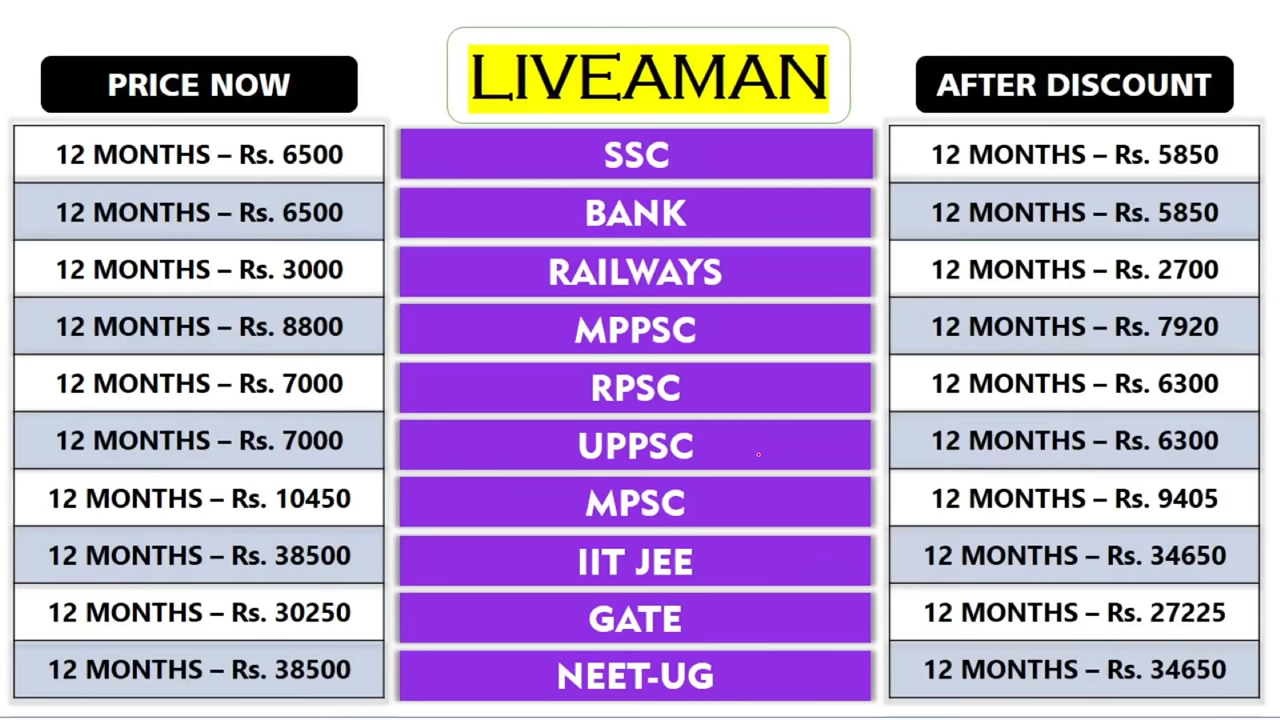 PRICE NOW LIVEAMAN AFTER DISCOUNT
12 MONTHS – Rs. 6500 SSC 12 MONTHS – Rs. 5850
12 MONTHS – Rs. 6500 BANK 12 MONTHS – Rs. 5850
12 MONTHS – Rs. 3000 RAILWAYS 12 MONTHS – Rs. 2700
12 MONTHS – Rs. 8800 MPPSC 12 MONTHS – Rs. 7920
12 MONTHS – Rs. 7000 RPSC 12 MONTHS – Rs. 6300
12 MONTHS – Rs. 7000 UPPSC 12 MONTHS – Rs. 6300
12 MONTHS – Rs. 10450 MPSC 12 MONTHS – Rs. 9405
12 MONTHS – Rs. 38500 IIT JEE 12 MONTHS – Rs. 34650
12 MONTHS – Rs. 30250 GATE 12 MONTHS – Rs. 27225
12 MONTHS – Rs. 38500 NEET-UG 12 MONTHS – Rs. 34650